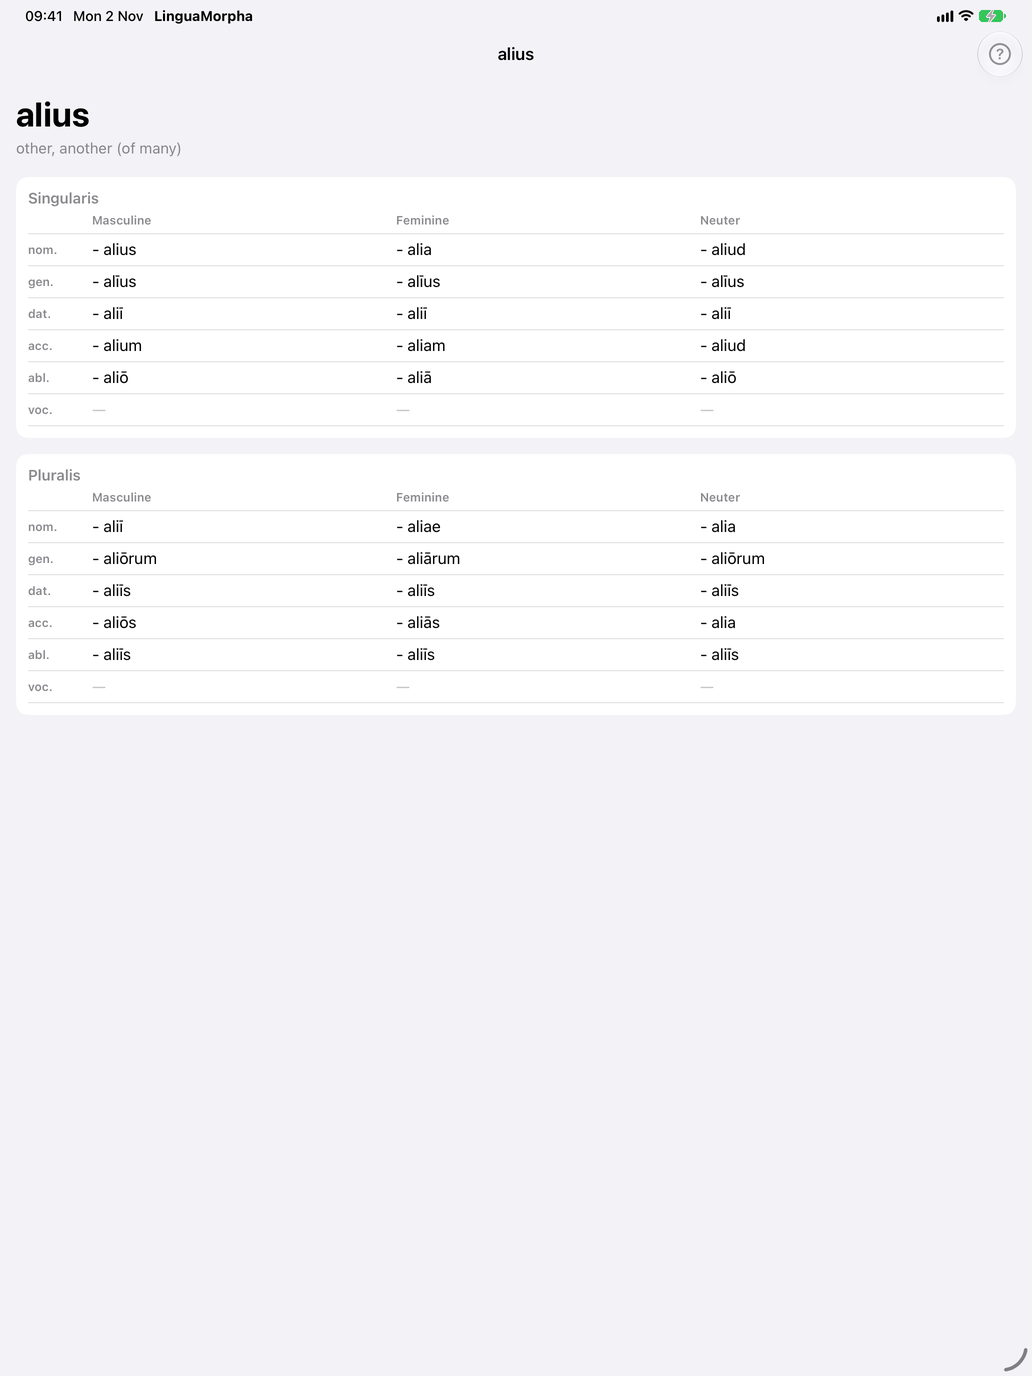 09:41 Mon 2 Nov LinguaMorpha
alius
alius
other, another (of many)
Singularis
Masculine Feminine Neuter
nom. - alius - alia - aliud
gen. - alīus - alīus - alīus
dat. - aliī - aliī - aliī
acc. - alium - aliam - aliud
abl. - aliō - aliā - aliō
voc. — — —
Pluralis
Masculine Feminine Neuter
nom. - aliī - aliae - alia
gen. - aliōrum - aliārum - aliōrum
dat. - aliīs - aliīs - aliīs
acc. - aliōs - aliās - alia
abl. - aliīs - aliīs - aliīs
voc. — — —